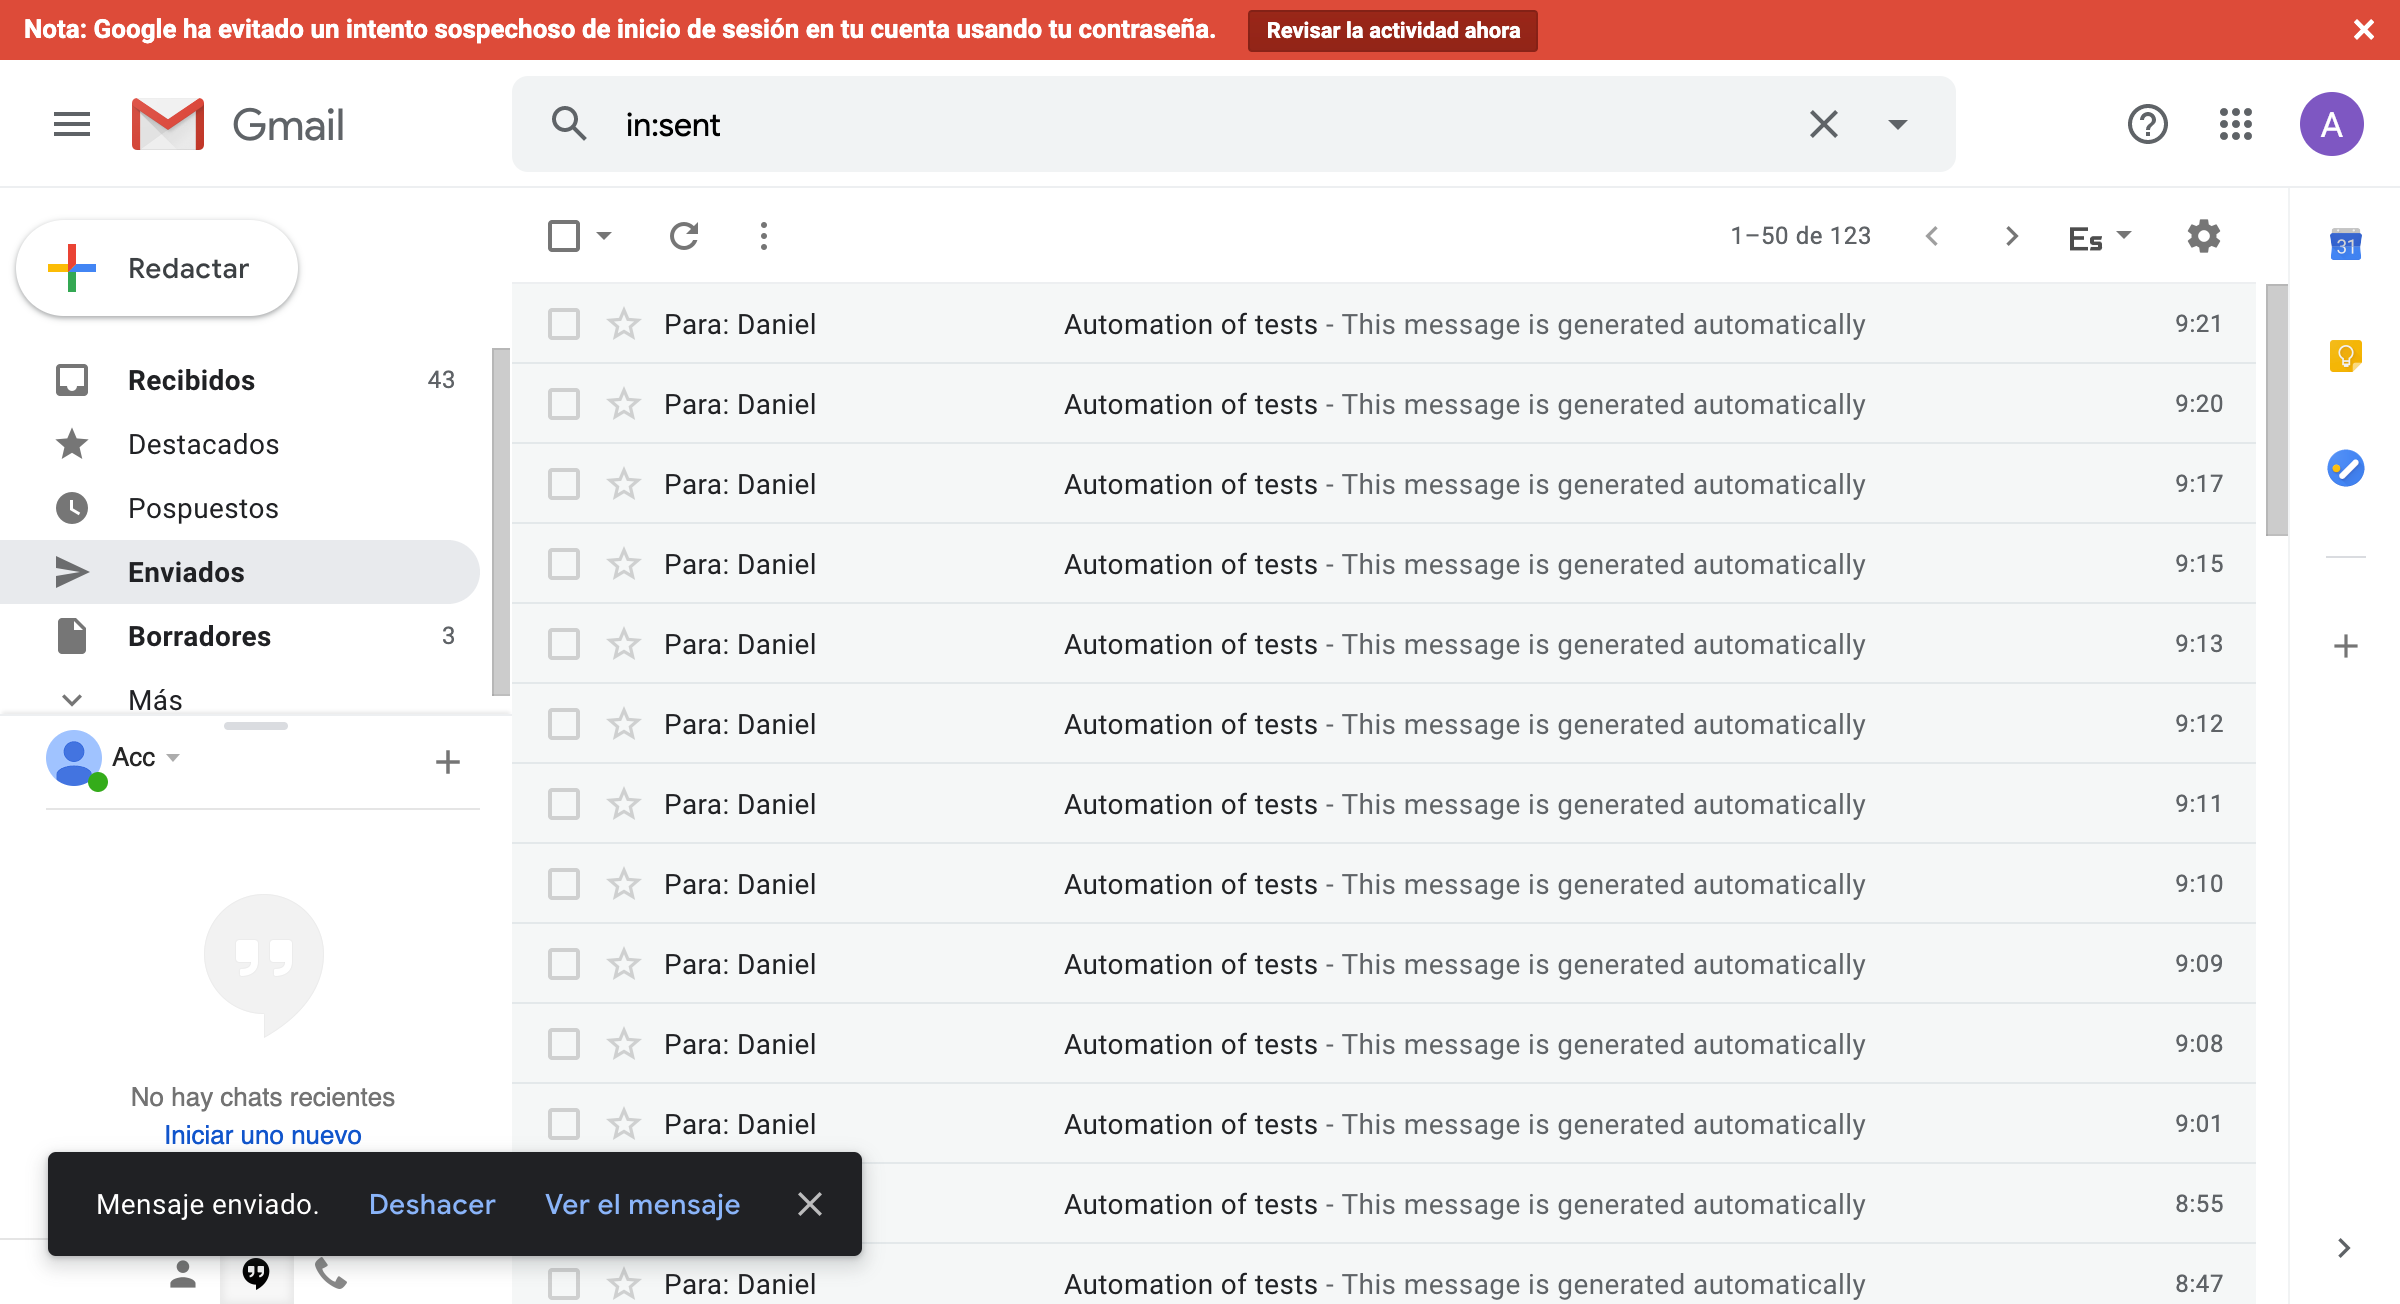 Nota: Google ha evitado un intento sospechoso de inicio de sesión en tu cuenta usando tu contraseña. Revisar la actividad ahora
Gmail
in:sent
A
Redactar
1–50 de 123
Es
31
Recibidos 43
Destacados
Pospuestos
Enviados
Borradores 3
Más
Acc
No hay chats recientes
Iniciar uno nuevo
Para: Daniel Automation of tests - This message is generated automatically 9:21
Para: Daniel Automation of tests - This message is generated automatically 9:20
Para: Daniel Automation of tests - This message is generated automatically 9:17
Para: Daniel Automation of tests - This message is generated automatically 9:15
Para: Daniel Automation of tests - This message is generated automatically 9:13
Para: Daniel Automation of tests - This message is generated automatically 9:12
Para: Daniel Automation of tests - This message is generated automatically 9:11
Para: Daniel Automation of tests - This message is generated automatically 9:10
Para: Daniel Automation of tests - This message is generated automatically 9:09
Para: Daniel Automation of tests - This message is generated automatically 9:08
Para: Daniel Automation of tests - This message is generated automatically 9:01
Automation of tests - This message is generated automatically 8:55
Para: Daniel Automation of tests - This message is generated automatically 8:47
Mensaje enviado. Deshacer Ver el mensaje